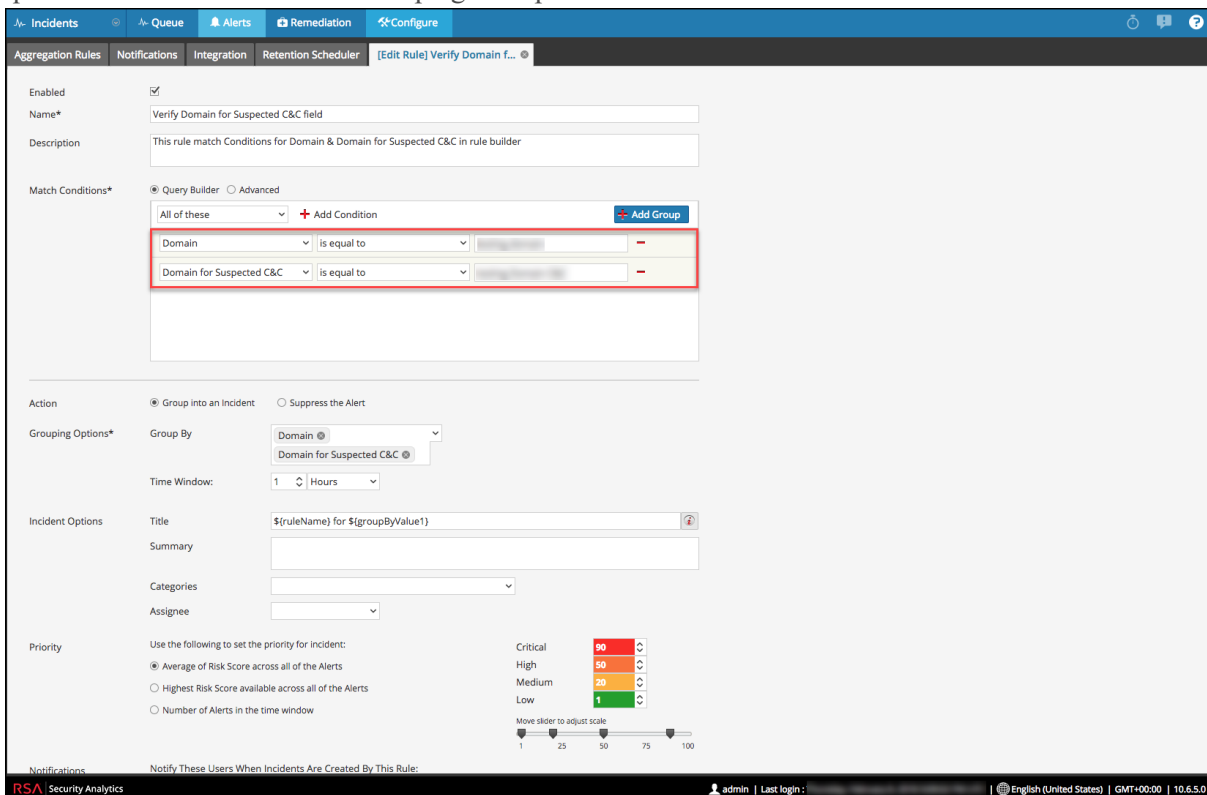 Incidents Queue Alerts Remediation Configure
Aggregation Rules Notifications Integration Retention Scheduler [Edit Rule] Verify Domain f...
Enabled
Name* Verify Domain for Suspected C&C field
Description This rule match Conditions for Domain & Domain for Suspected C&C in rule builder
Match Conditions* Query Builder Advanced
All of these Add Condition Add Group
Domain is equal to
Domain for Suspected C&C is equal to
Action Group into an Incident Suppress the Alert
Grouping Options* Group By Domain
Domain for Suspected C&C
Time Window: 1 Hours
Incident Options Title ${ruleName} for ${groupByValue1}
Summary
Categories
Assignee
Priority Use the following to set the priority for incident: Critical 90
Average of Risk Score across all of the Alerts High 50
Highest Risk Score available across all of the Alerts Medium 20
Number of Alerts in the time window Low 1
Move slider to adjust scale
1 25 50 75 100
Notifications Notify These Users When Incidents Are Created By This Rule:
RSA Security Analytics admin | Last login : | English (United States) | GMT+00:00 | 10.6.5.0